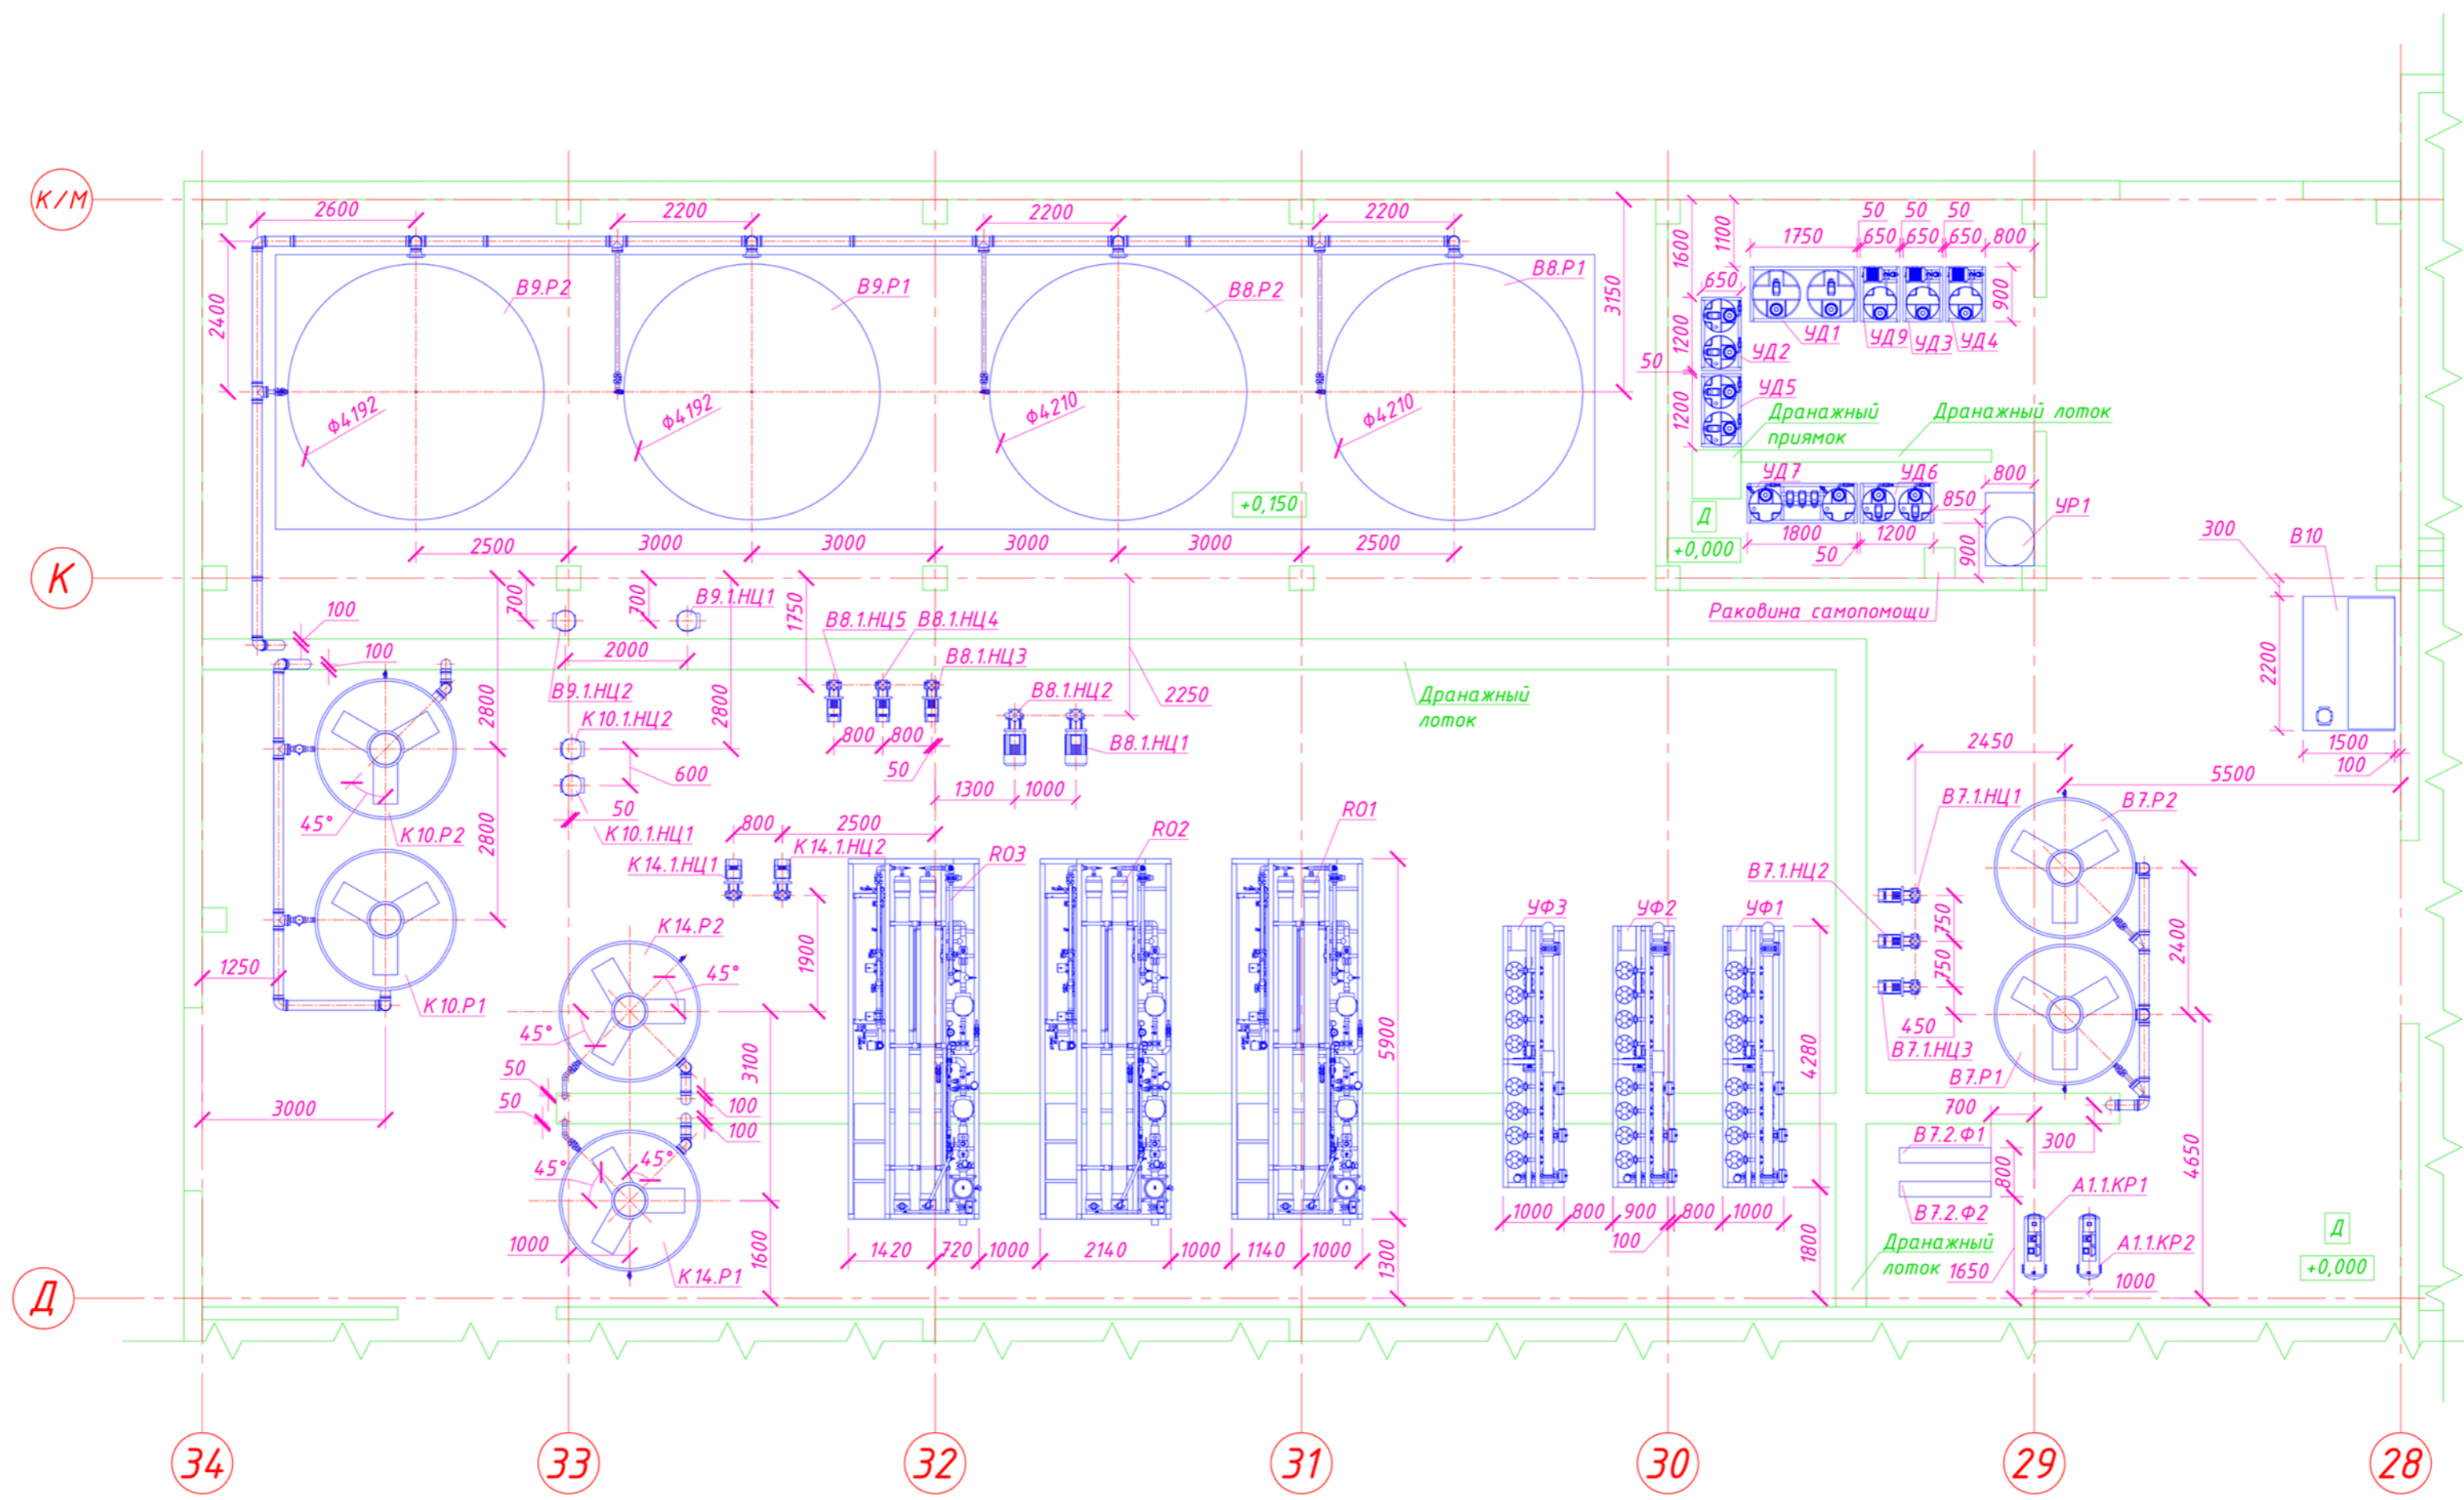 К/М
2600
2200
2200
2200
2400
В9.Р2
В9.Р1
В8.Р2
В8.Р1
3150
ф4192
ф4192
ф4210
ф4210
+0,150
2500
3000
3000
3000
3000
2500
1600
1100
50
50
50
1750
650
650
650
800
650
900
УД1
УД9
УД3
УД4
1200
УД2
50
УД5
1200
Дранажный
приямок
Дранажный лоток
УД7
УД6
800
850
УР1
Д
+0,000
1800
50
1200
900
300
В10
К
700
700
В9.1.НЦ1
1750
В8.1.НЦ5
В8.1.НЦ4
Раковина самопомощи
100
100
2000
В8.1.НЦ3
2200
В9.1.НЦ2
2800
2800
В8.1.НЦ2
2250
Дранажный
лоток
К10.1.НЦ2
800
800
В8.1.НЦ1
50
600
2450
1500
100
5500
1300
1000
50
К10.1.НЦ1
45°
К10.Р2
2800
800
2500
К14.1.НЦ2
К14.1.НЦ1
RO3
RO2
RO1
В7.1.НЦ1
В7.Р2
В7.1.НЦ2
УФ3
УФ2
УФ1
750
750
2400
К14.Р2
1900
45°
1250
К10.Р1
45°
450
В7.1.НЦ3
5900
4280
3100
50
50
100
100
В7.Р1
3000
700
В7.2.Ф1
300
800
4650
45°
45°
А1.1.КР1
В7.2.Ф2
1000
800
900
800
1000
100
1000
1600
К14.Р1
1420
720
1000
2140
1000
1140
1000
1300
1800
Дранажный
лоток
1650
А1.1.КР2
1000
Д
+0,000
Д
34
33
32
31
30
29
28